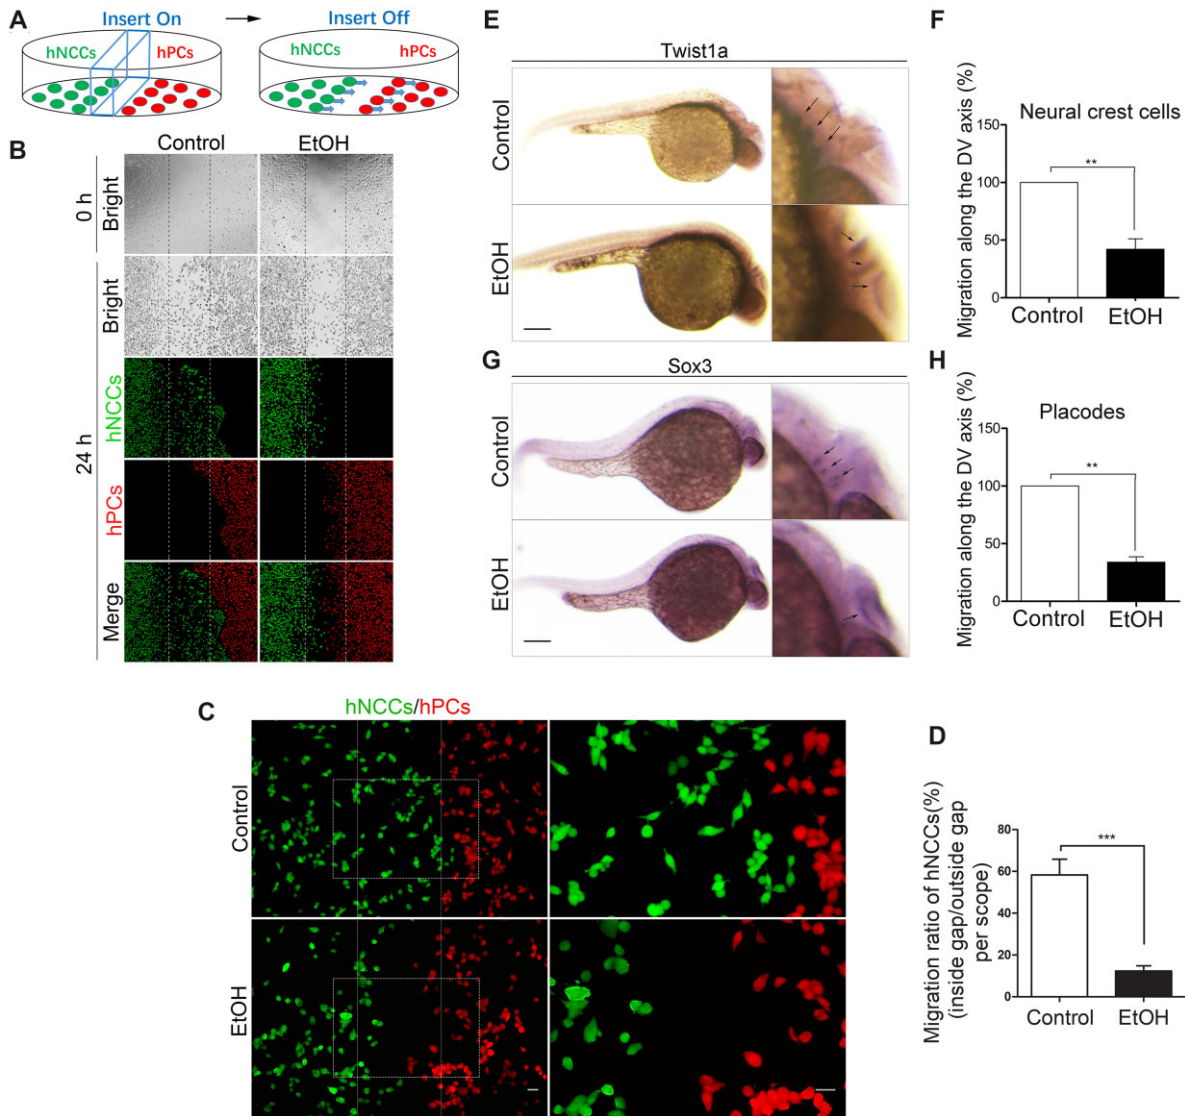 A
Insert On
Insert Off
hNCCs
hPCs
hNCCs
hPCs
B
Control
EtOH
0 h
Bright
24 h
Bright
hNCCs
hPCs
Merge
C
hNCCs/hPCs
Control
EtOH
D
Migration ratio of hNCCs(%)
(inside gap/outside gap
per scope)
80
60
40
20
0
***
Control
EtOH
E
Twist1a
Control
EtOH
F
Neural crest cells
Migration along the DV axis (%)
150
100
50
0
**
Control
EtOH
G
Sox3
Control
EtOH
H
Placodes
Migration along the DV axis (%)
150
100
50
0
**
Control
EtOH